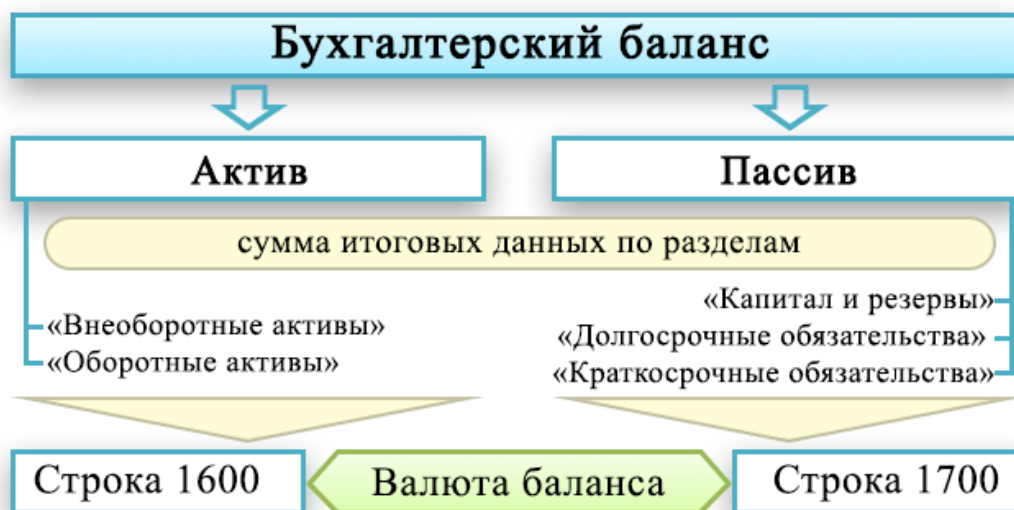 Бухгалтерский баланс
Актив
Пассив
сумма итоговых данных по разделам
«Внеоборотные активы»
«Оборотные активы»
«Капитал и резервы»
«Долгосрочные обязательства»
«Краткосрочные обязательства»
Строка 1600
Валюта баланса
Строка 1700